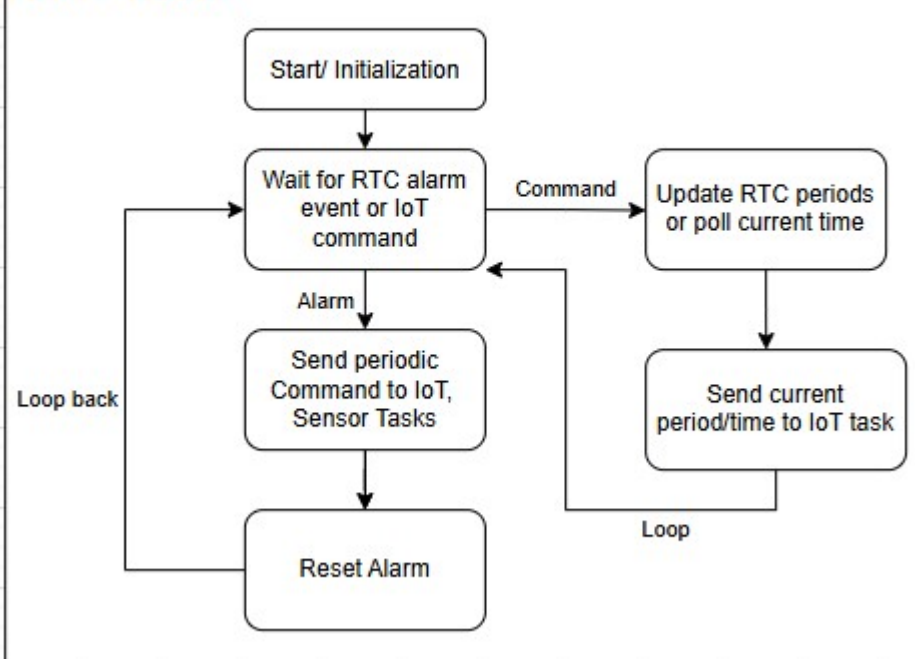 Start/ Initialization
Wait for RTC alarm
event or IoT
command
Command
Update RTC periods
or poll current time
Alarm
Send periodic
Command to IoT,
Sensor Tasks
Loop back
Send current
period/time to IoT task
Loop
Reset Alarm